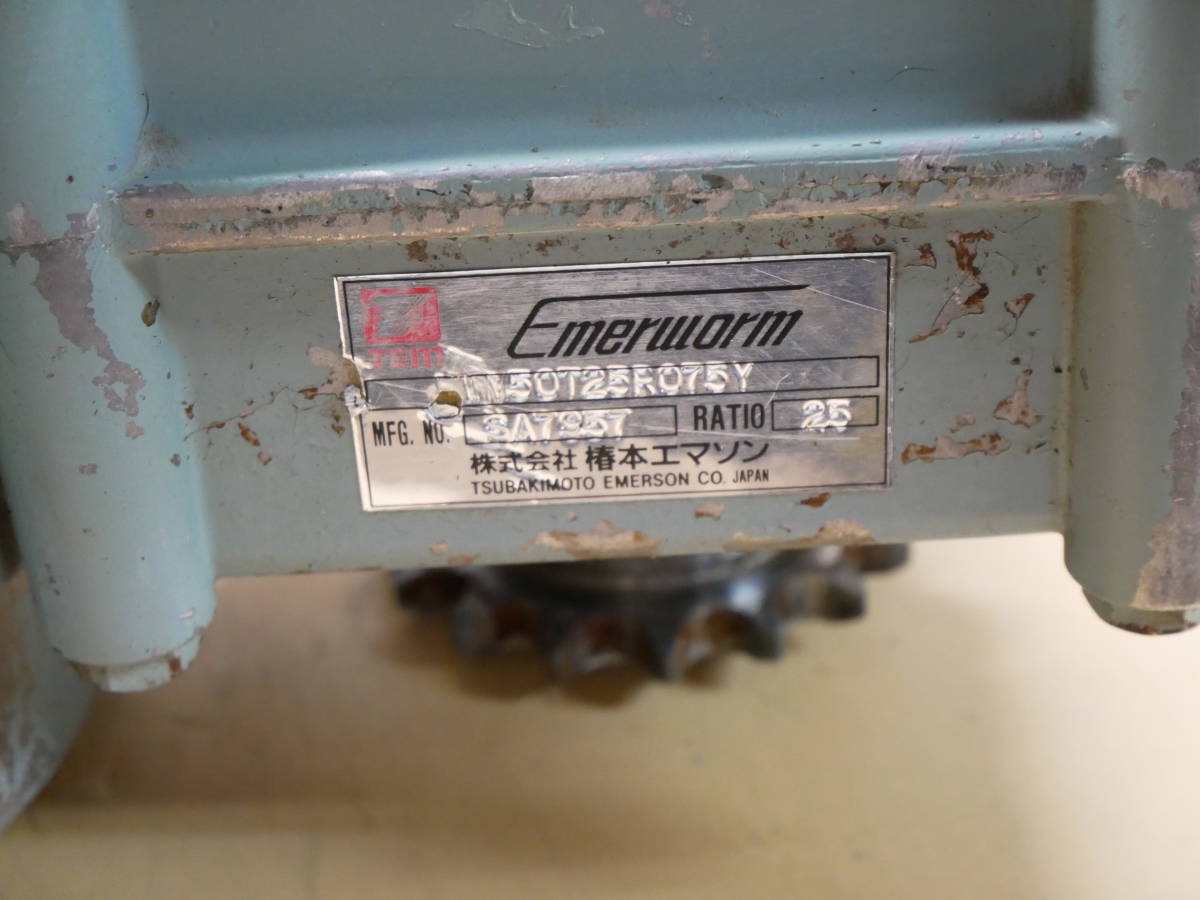 TEM
Emerworm
50T25R075Y
MFG. NO. RATIO 25
株式会社 椿本エマソン
TSUBAKIMOTO EMERSON CO. JAPAN